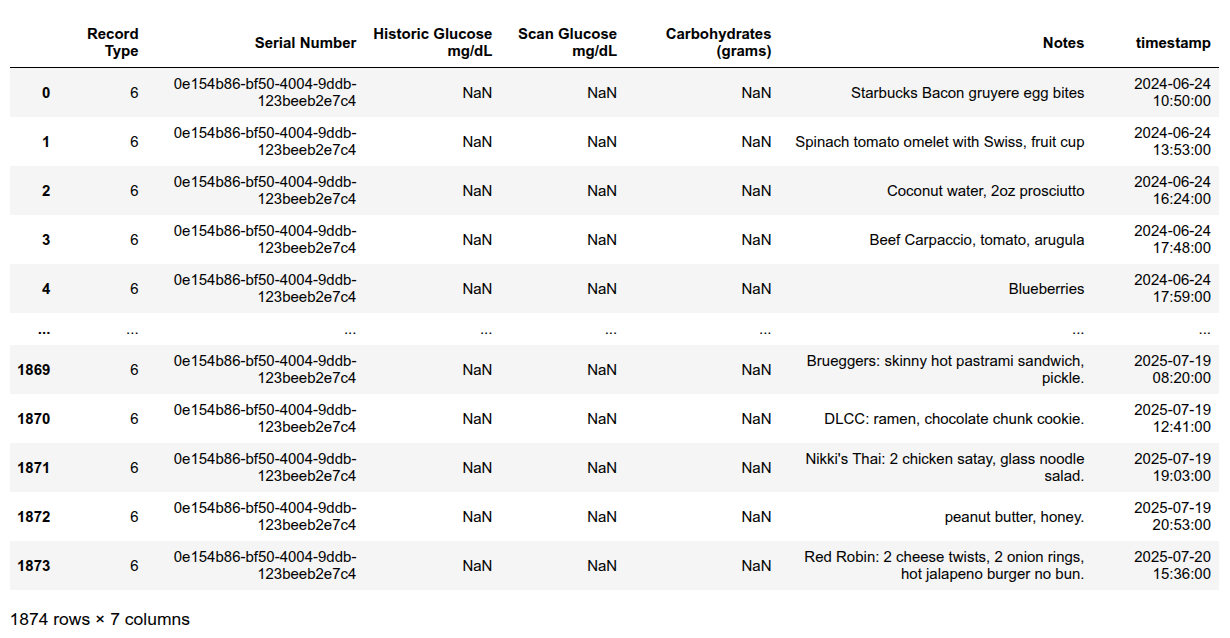 Record Type Serial Number Historic Glucose mg/dL Scan Glucose mg/dL Carbohydrates (grams) Notes timestamp
0 6 0e154b86-bf50-4004-9ddb-123beeb2e7c4 NaN NaN NaN Starbucks Bacon gruyere egg bites 2024-06-24 10:50:00
1 6 0e154b86-bf50-4004-9ddb-123beeb2e7c4 NaN NaN NaN Spinach tomato omelet with Swiss, fruit cup 2024-06-24 13:53:00
2 6 0e154b86-bf50-4004-9ddb-123beeb2e7c4 NaN NaN NaN Coconut water, 2oz prosciutto 2024-06-24 16:24:00
3 6 0e154b86-bf50-4004-9ddb-123beeb2e7c4 NaN NaN NaN Beef Carpaccio, tomato, arugula 2024-06-24 17:48:00
4 6 0e154b86-bf50-4004-9ddb-123beeb2e7c4 NaN NaN NaN Blueberries 2024-06-24 17:59:00
... ... ... ... ... ... ... ...
1869 6 0e154b86-bf50-4004-9ddb-123beeb2e7c4 NaN NaN NaN Brueggers: skinny hot pastrami sandwich, pickle. 2025-07-19 08:20:00
1870 6 0e154b86-bf50-4004-9ddb-123beeb2e7c4 NaN NaN NaN DLCC: ramen, chocolate chunk cookie. 2025-07-19 12:41:00
1871 6 0e154b86-bf50-4004-9ddb-123beeb2e7c4 NaN NaN NaN Nikki's Thai: 2 chicken satay, glass noodle salad. 2025-07-19 19:03:00
1872 6 0e154b86-bf50-4004-9ddb-123beeb2e7c4 NaN NaN NaN peanut butter, honey. 2025-07-19 20:53:00
1873 6 0e154b86-bf50-4004-9ddb-123beeb2e7c4 NaN NaN NaN Red Robin: 2 cheese twists, 2 onion rings, hot jalapeno burger no bun. 2025-07-20 15:36:00
1874 rows × 7 columns